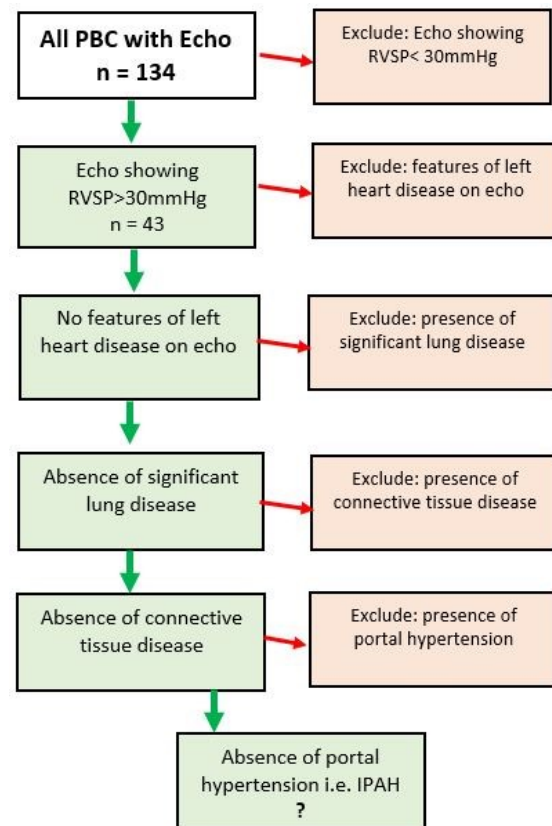 All PBC with Echo
n = 134
Exclude: Echo showing
RVSP< 30mmHg
Echo showing
RVSP>30mmHg
n = 43
Exclude: features of left
heart disease on echo
No features of left
heart disease on echo
Exclude: presence of
significant lung disease
Absence of significant
lung disease
Exclude: presence of
connective tissue disease
Absence of connective
tissue disease
Exclude: presence of
portal hypertension
Absence of portal
hypertension i.e. IPAH
?